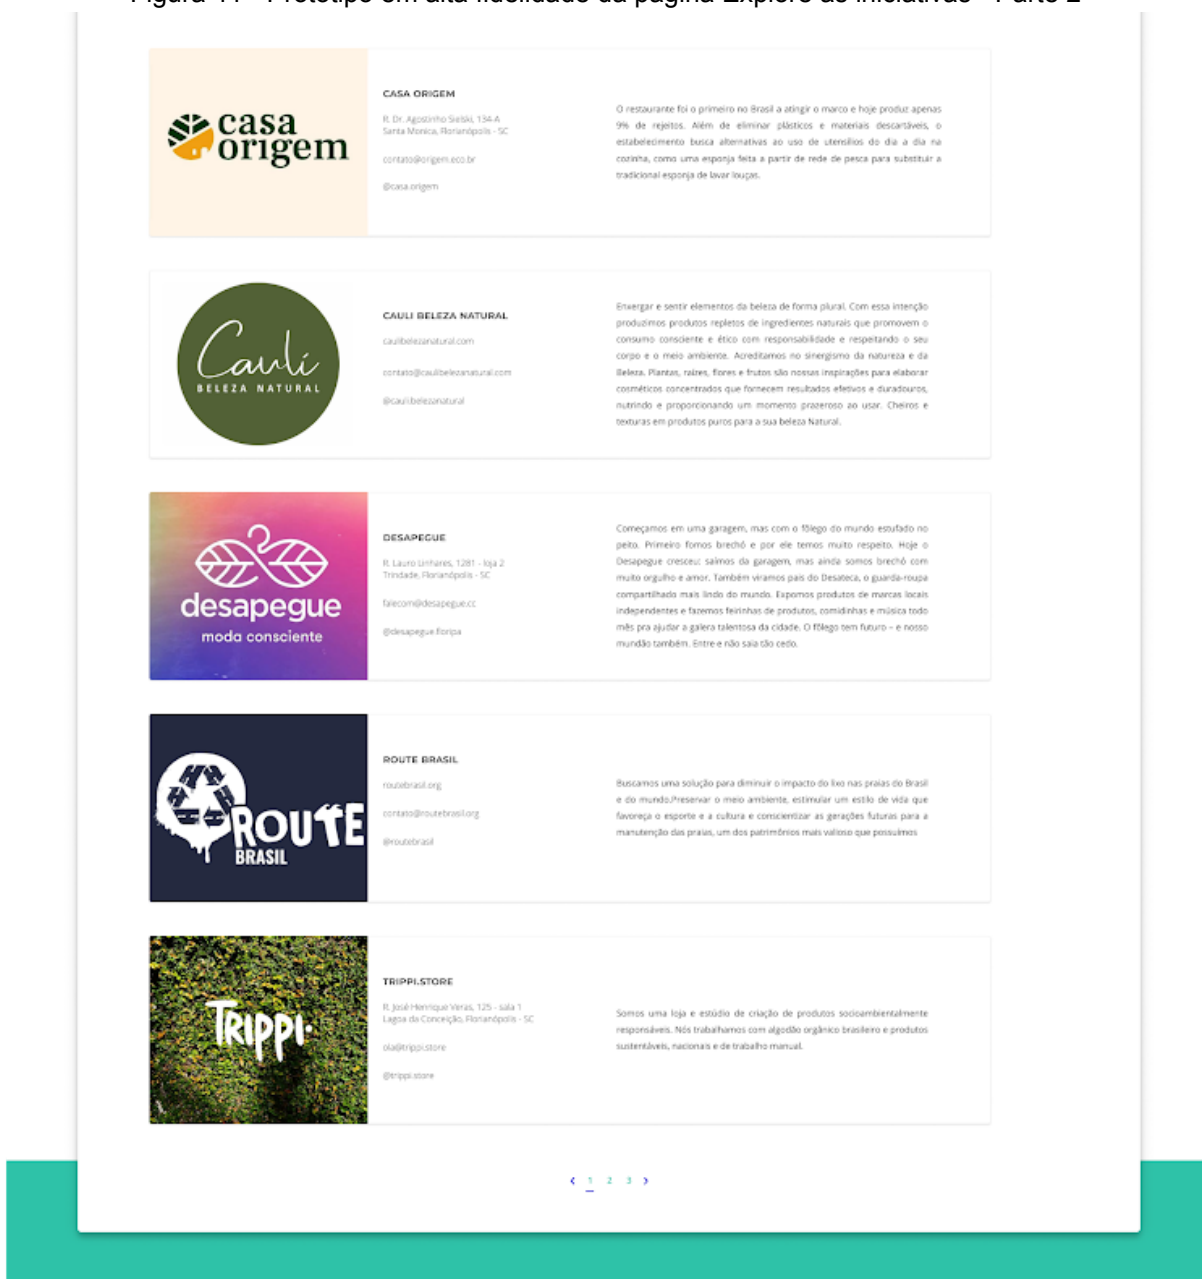 casa
origem
CASA ORIGEM
R. Dr. Agostinho Sielski, 134-A
Santa Monica, Florianópolis - SC
contato@origem.eco.br
@casa.origem
O restaurante foi o primeiro no Brasil a atingir o marco e hoje produz apenas
9% de rejeitos. Além de eliminar plásticos e materiais descartáveis, o
estabelecimento busca alternativas ao uso de utensílios do dia a dia na
cozinha, como uma esponja feita a partir de rede de pesca para substituir a
tradicional esponja de lavar louças.
Cauli
BELEZA NATURAL
CAULI BELEZA NATURAL
caulibelezanatural.com
contato@caulibelezanatural.com
@cauli.belezanatural
Enxergar e sentir elementos da beleza de forma plural. Com essa intenção
produzimos produtos repletos de ingredientes naturais que promovem o
consumo consciente e ético com responsabilidade e respeitando o seu
corpo e o meio ambiente. Acreditamos no sinergismo da natureza e da
Beleza. Plantas, raízes, flores e frutos são nossas inspirações para elaborar
cosméticos concentrados que fornecem resultados efetivos e duradouros,
nutrindo e proporcionando um momento prazeroso ao usar. Cheiros e
texturas em produtos puros para a sua beleza Natural.
desapegue
moda consciente
DESAPEGUE
R. Lauro Linhares, 1281 - loja 2
Trindade, Florianópolis - SC
falecom@desapegue.cc
@desapegue.floripa
Começamos em uma garagem, mas com o fôlego do mundo estufado no
peito. Primeiro fomos brechó e por ele temos muito respeito. Hoje o
Desapegue cresceu: saímos da garagem, mas ainda somos brechó com
muito orgulho e amor. Também viramos pais do Desateca, o guarda-roupa
compartilhado mais lindo do mundo. Expomos produtos de marcas locais
independentes e fazemos feirinhas de produtos, comidinhas e música todo
mês pra ajudar a galera talentosa da cidade. O fôlego tem futuro – e nosso
mundão também. Entre e não saia tão cedo.
ROUTE
BRASIL
ROUTE BRASIL
routebrasil.org
contato@routebrasil.org
@routebrasil
Buscamos uma solução para diminuir o impacto do lixo nas praias do Brasil
e do mundo.Preservar o meio ambiente, estimular um estilo de vida que
favoreça o esporte e a cultura e conscientizar as gerações futuras para a
manutenção das praias, um dos patrimônios mais valioso que possuímos
TRIPPI.
TRIPPI.STORE
R. José Henrique Veras, 125 - sala 1
Lagoa da Conceição, Florianópolis - SC
ola@trippi.store
@trippi.store
Somos uma loja e estúdio de criação de produtos socioambientalmente
responsáveis. Nós trabalhamos com algodão orgânico brasileiro e produtos
sustentáveis, nacionais e de trabalho manual.
‹ 1 2 3 ›